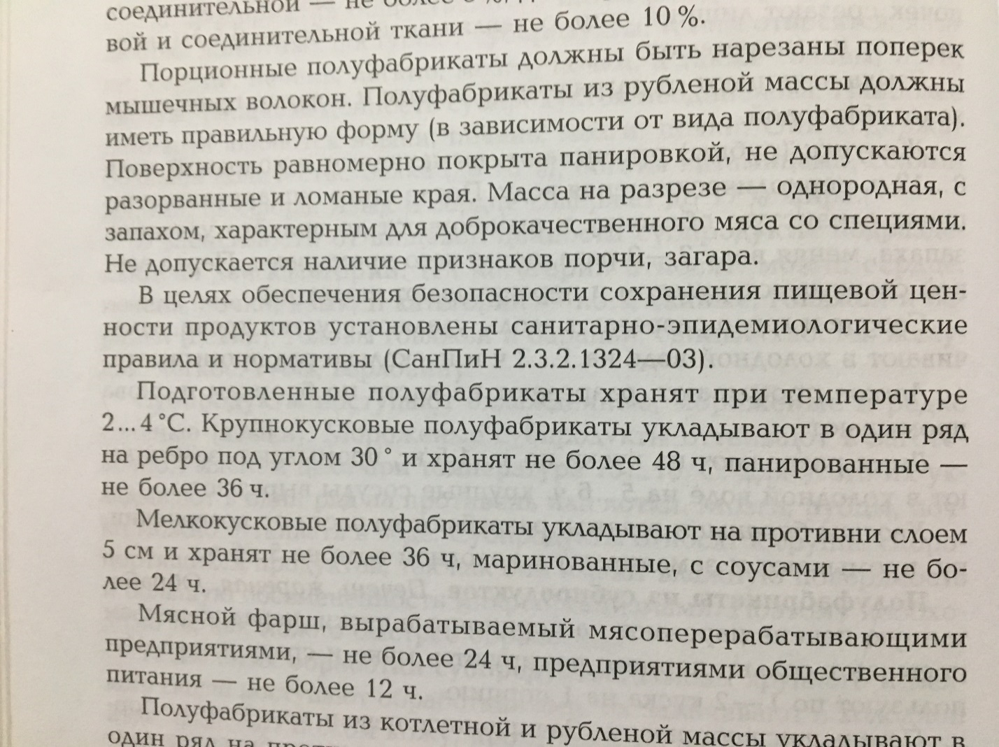 соединительной — не более
вой и соединительной ткани — не более 10 %.
Порционные полуфабрикаты должны быть нарезаны поперек
мышечных волокон. Полуфабрикаты из рубленой массы должны
иметь правильную форму (в зависимости от вида полуфабриката).
Поверхность равномерно покрыта панировкой, не допускаются
разорванные и ломаные края. Масса на разрезе — однородная, с
запахом, характерным для доброкачественного мяса со специями.
Не допускается наличие признаков порчи, загара.
В целях обеспечения безопасности сохранения пищевой цен-
ности продуктов установлены санитарно-эпидемиологические
правила и нормативы (СанПиН 2.3.2.1324—03).
Подготовленные полуфабрикаты хранят при температуре
2...4 °С. Крупнокусковые полуфабрикаты укладывают в один ряд
на ребро под углом 30 ° и хранят не более 48 ч, панированные —
не более 36 ч.
Мелкокусковые полуфабрикаты укладывают на противни слоем
5 см и хранят не более 36 ч, маринованные, с соусами — не бо-
лее 24 ч.
Мясной фарш, вырабатываемый мясоперерабатывающими
предприятиями, — не более 24 ч, предприятиями общественного
питания — не более 12 ч.
Полуфабрикаты из котлетной и рубленой массы укладывают в
один ряд на